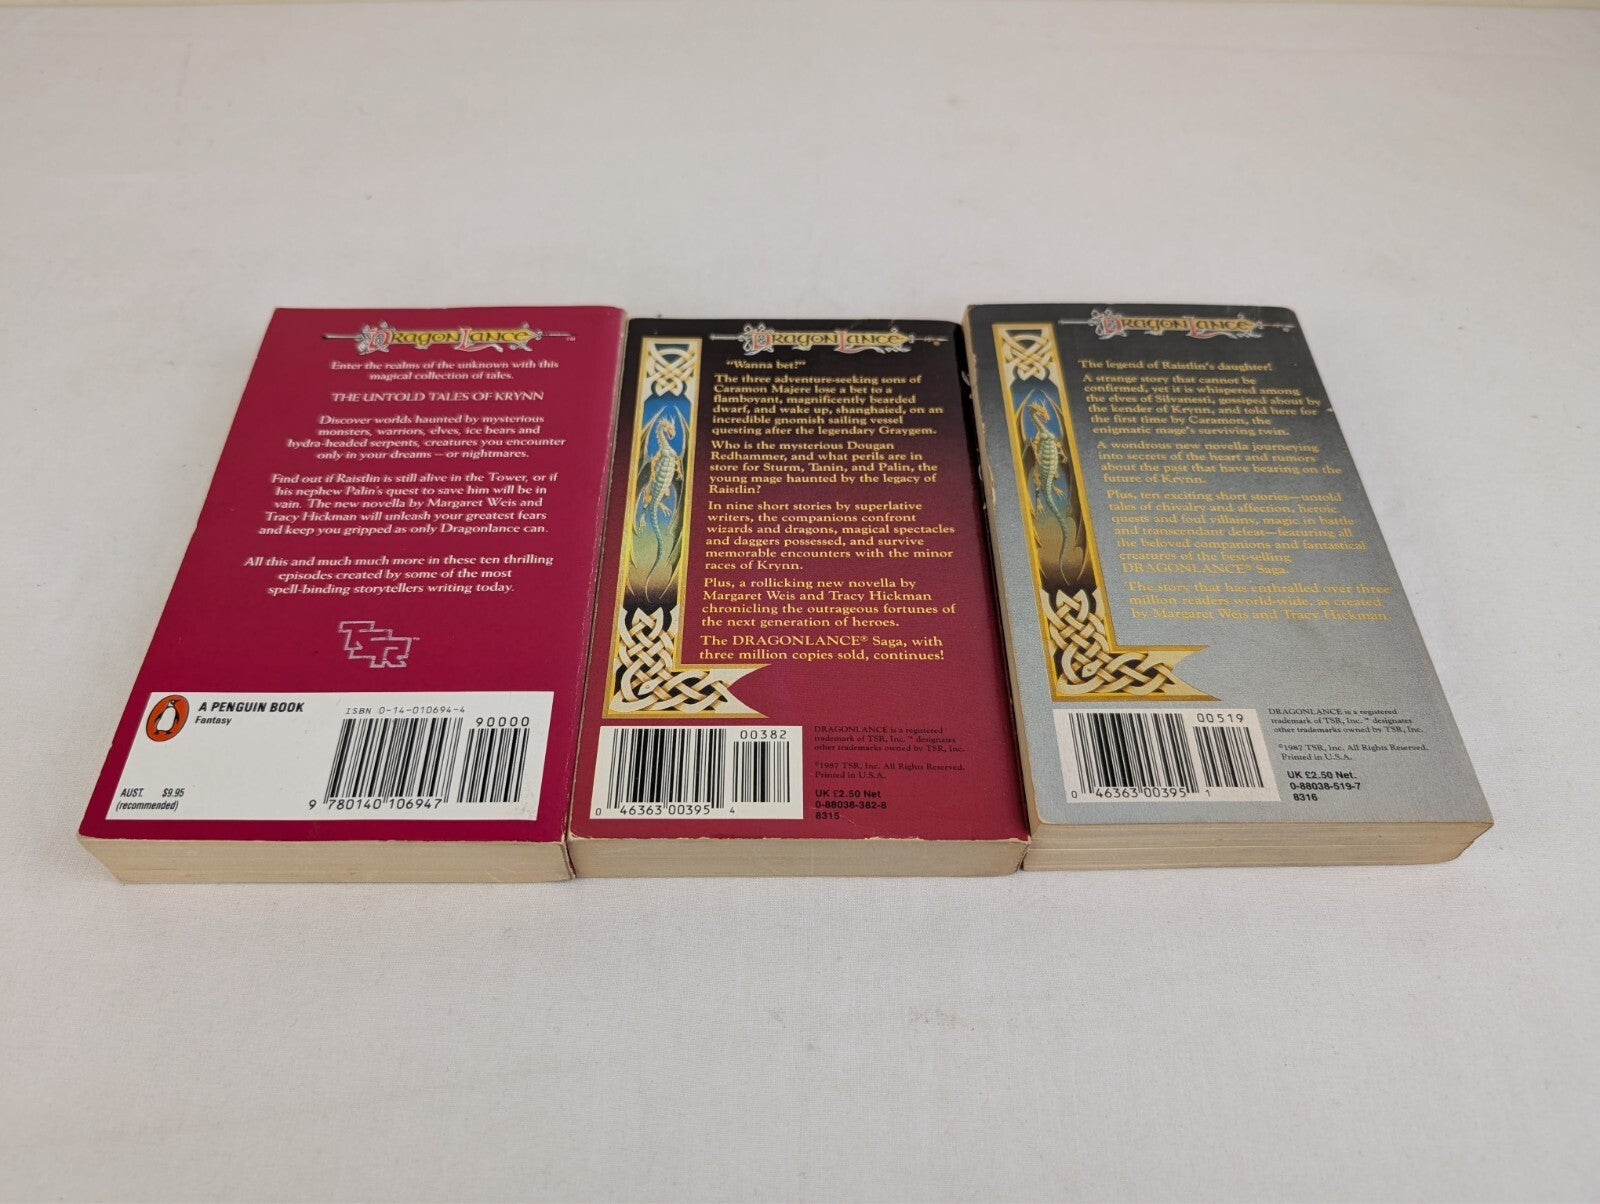 DRAGONLANCE
TM
Enter the realms of the unknown with this
magical collection of tales.
THE UNTOLD TALES OF KRYNN
Discover worlds haunted by mysterious
monsters, warriors, elves, ice bears and
hydra-headed serpents, creatures you encounter
only in your dreams – or nightmares.
Find out if Raistlin is still alive in the Tower, or if
his nephew Palin's quest to save him will be in
vain. The new novella by Margaret Weis and
Tracy Hickman will unleash your greatest fears
and keep you gripped as only Dragonlance can.
All this and much much more in these ten thrilling
episodes created by some of the most
spell-binding storytellers writing today.
TSR
A PENGUIN BOOK
Fantasy
ISBN 0-14-010694-4
90000
AUST. $9.95
(recommended)
9 780140 106947
DRAGONLANCE
"Wanna bet?"
The three adventure-seeking sons of
Caramon Majere lose a bet to a
flamboyant, magnificently bearded
dwarf, and wake up, shanghaied, on an
incredible gnomish sailing vessel
questing after the legendary Graygem.
Who is the mysterious Dougan
Redhammer, and what perils are in
store for Sturm, Tanin, and Palin, the
young mage haunted by the legacy of
Raistlin?
In nine short stories by superlative
writers, the companions confront
wizards and dragons, magical spectacles
and daggers possessed, and survive
memorable encounters with the minor
races of Krynn.
Plus, a rollicking new novella by
Margaret Weis and Tracy Hickman
chronicling the outrageous fortunes of
the next generation of heroes.
The DRAGONLANCE® Saga, with
three million copies sold, continues!
00382
0 46363 00395 4
DRAGONLANCE is a registered
trademark of TSR, Inc. ™ designates
other trademarks owned by TSR, Inc.
©1987 TSR, Inc. All Rights Reserved.
Printed in U.S.A.
UK £2.50 Net
0-88038-382-8
8315
DRAGONLANCE
The legend of Raistlin's daughter!
A strange story that cannot be
confirmed, yet it is whispered among
the elves of Silvanesti, gossiped about by
the kender of Krynn, and told here for
the first time by Caramon, the
enigmatic mage's surviving twin.
A wondrous new novella journeying
into secrets of the heart and rumors
about the past that have bearing on the
future of Krynn.
Plus, ten exciting short stories—untold
tales of chivalry and affection, heroic
quests and foul villainy, magic in battle
and transcendant defeat—featuring all
the beloved companions and fantastical
creatures of the best-selling
DRAGONLANCE® Saga.
The story that has enthralled over three
million readers world-wide, as created
by Margaret Weis and Tracy Hickman.
00519
0 46363 00395 1
DRAGONLANCE is a registered
trademark of TSR, Inc. ™ designates
other trademarks owned by TSR, Inc.
©1987 TSR, Inc. All Rights Reserved.
Printed in U.S.A.
UK £2.50 Net.
0-88038-519-7
8316